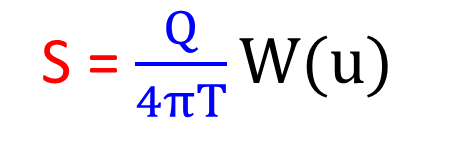 S = Q/4πT W(u)